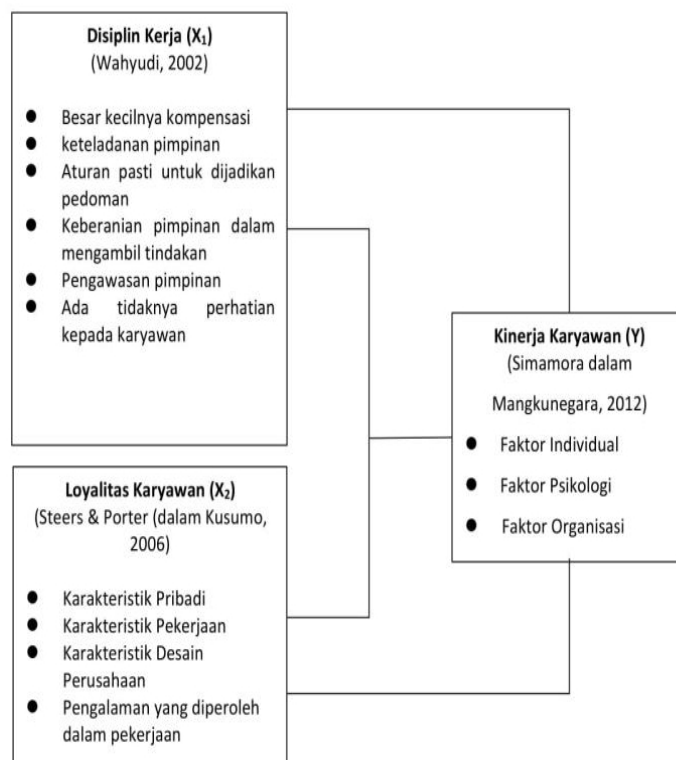 Disiplin Kerja (X₁)
(Wahyudi, 2002)
● Besar kecilnya kompensasi
● keteladanan pimpinan
● Aturan pasti untuk dijadikan
pedoman
● Keberanian pimpinan dalam
mengambil tindakan
● Pengawasan pimpinan
● Ada tidaknya perhatian
kepada karyawan
Loyalitas Karyawan (X₂)
(Steers & Porter (dalam Kusumo,
2006)
● Karakteristik Pribadi
● Karakteristik Pekerjaan
● Karakteristik Desain
Perusahaan
● Pengalaman yang diperoleh
dalam pekerjaan
Kinerja Karyawan (Y)
(Simamora dalam
Mangkunegara, 2012)
● Faktor Individual
● Faktor Psikologi
● Faktor Organisasi